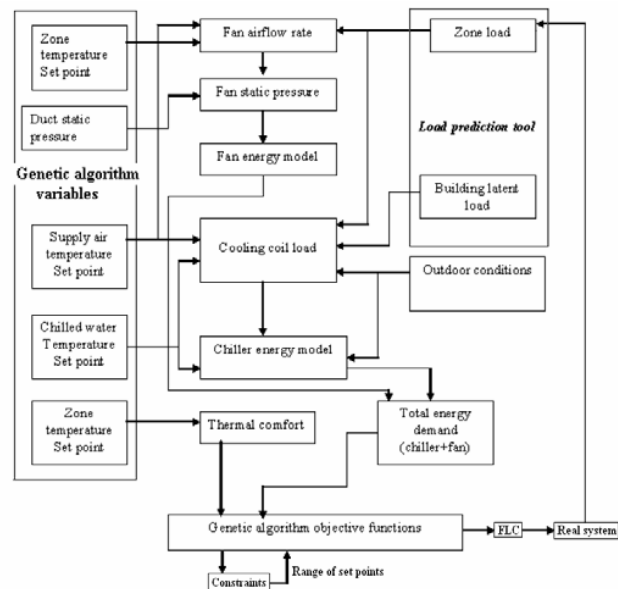 Zone
temperature
Set point
Fan airflow rate
Zone load
Duct static
pressure
Fan static pressure
Load prediction tool
Genetic algorithm
variables
Fan energy model
Building latent
load
Supply air
temperature
Set point
Cooling coil load
Outdoor conditions
Chilled water
Temperature
Set point
Chiller energy model
Zone
temperature
Set point
Thermal comfort
Total energy
demand
(chiller+fan)
Genetic algorithm objective functions
FLC
Real system
Constraints
Range of set points